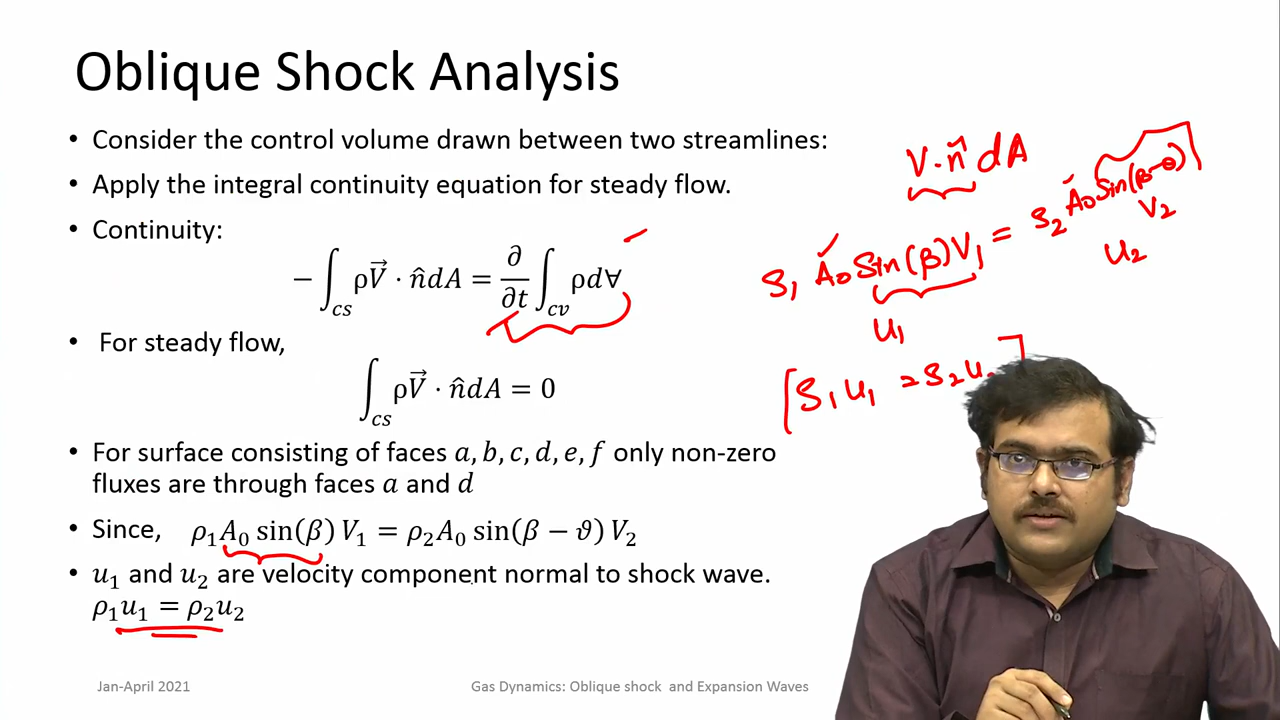 Oblique Shock Analysis
• Consider the control volume drawn between two streamlines:
• Apply the integral continuity equation for steady flow.
• Continuity:
−∫cs ρV⃗ · n̂dA = ∂/∂t ∫cv ρd∀
• For steady flow,
∫cs ρV⃗ · n̂dA = 0
• For surface consisting of faces a, b, c, d, e, f only non-zero
fluxes are through faces a and d
• Since, ρ₁A₀ sin(β) V₁ = ρ₂A₀ sin(β − ϑ) V₂
• u₁ and u₂ are velocity component normal to shock wave.
ρ₁u₁ = ρ₂u₂
V · n̂ dA
ρ₁ A₀ Sin(β) V₁ = ρ₂ A₀ Sin(β−θ) V₂
u₁
u₂
[ρ₁ u₁ = ρ₂ u
Jan-April 2021
Gas Dynamics: Oblique shock and Expansion Waves